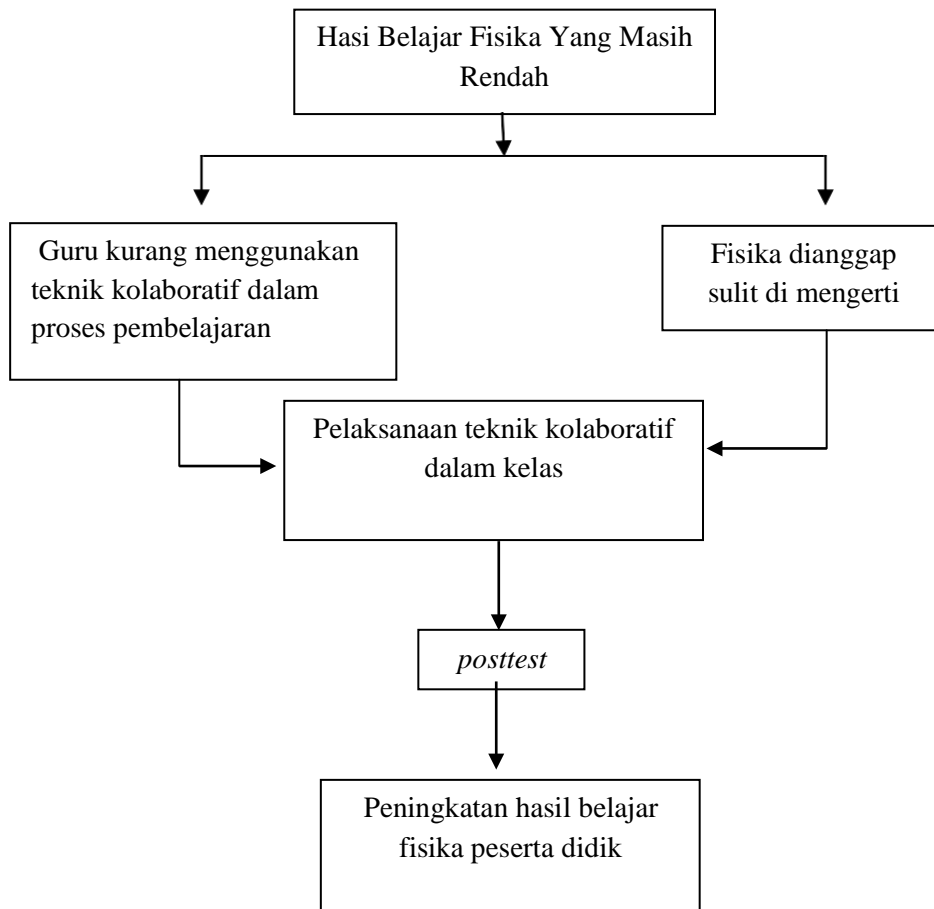 Hasi Belajar Fisika Yang Masih
Rendah
Guru kurang menggunakan
teknik kolaboratif dalam
proses pembelajaran
Fisika dianggap
sulit di mengerti
Pelaksanaan teknik kolaboratif
dalam kelas
posttest
Peningkatan hasil belajar
fisika peserta didik